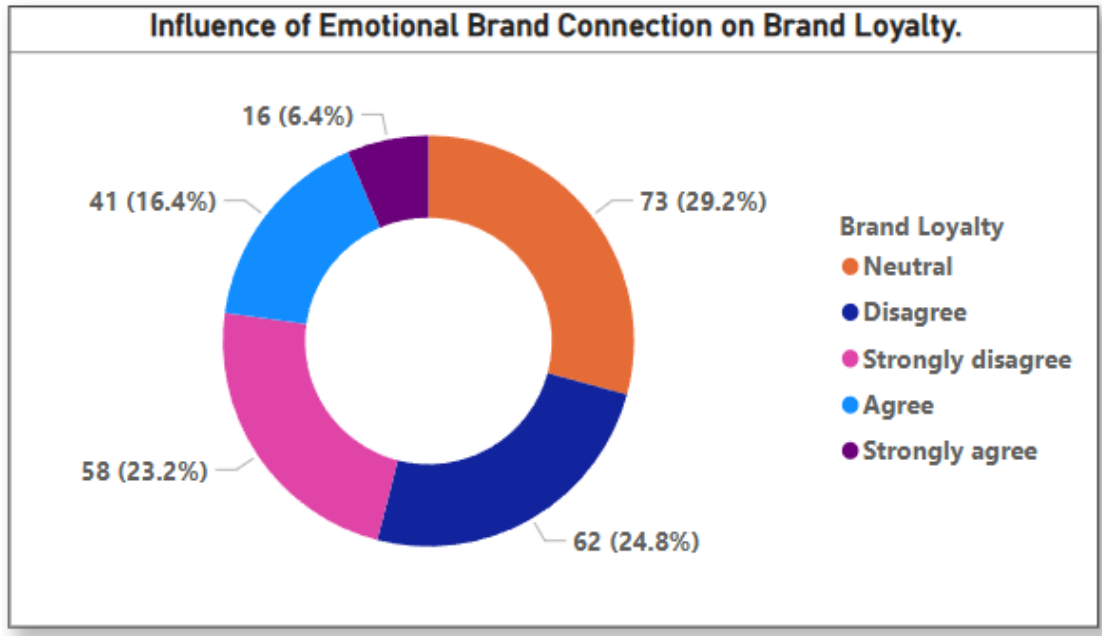 Influence of Emotional Brand Connection on Brand Loyalty.
16 (6.4%)
41 (16.4%)
73 (29.2%)
58 (23.2%)
62 (24.8%)
Brand Loyalty
Neutral
Disagree
Strongly disagree
Agree
Strongly agree